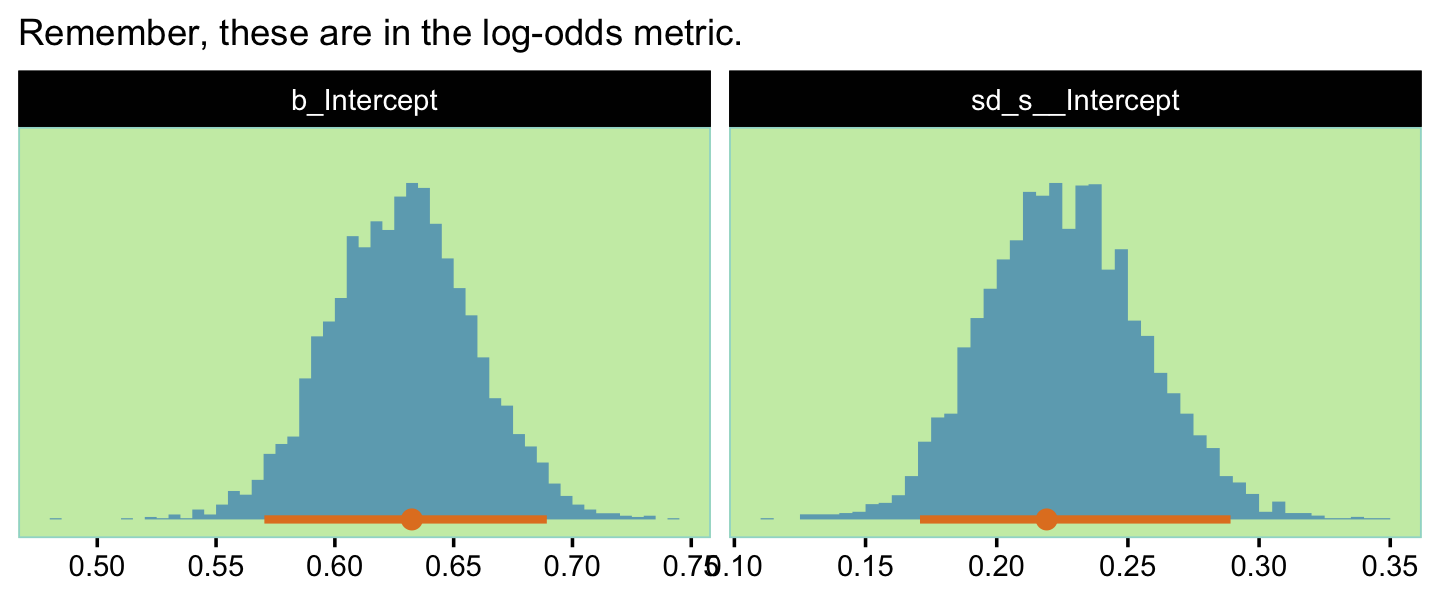 Remember, these are in the log-odds metric.
b_Intercept
sd_s__Intercept
0.50 0.55 0.60 0.65 0.70 0.75
0.10 0.15 0.20 0.25 0.30 0.35